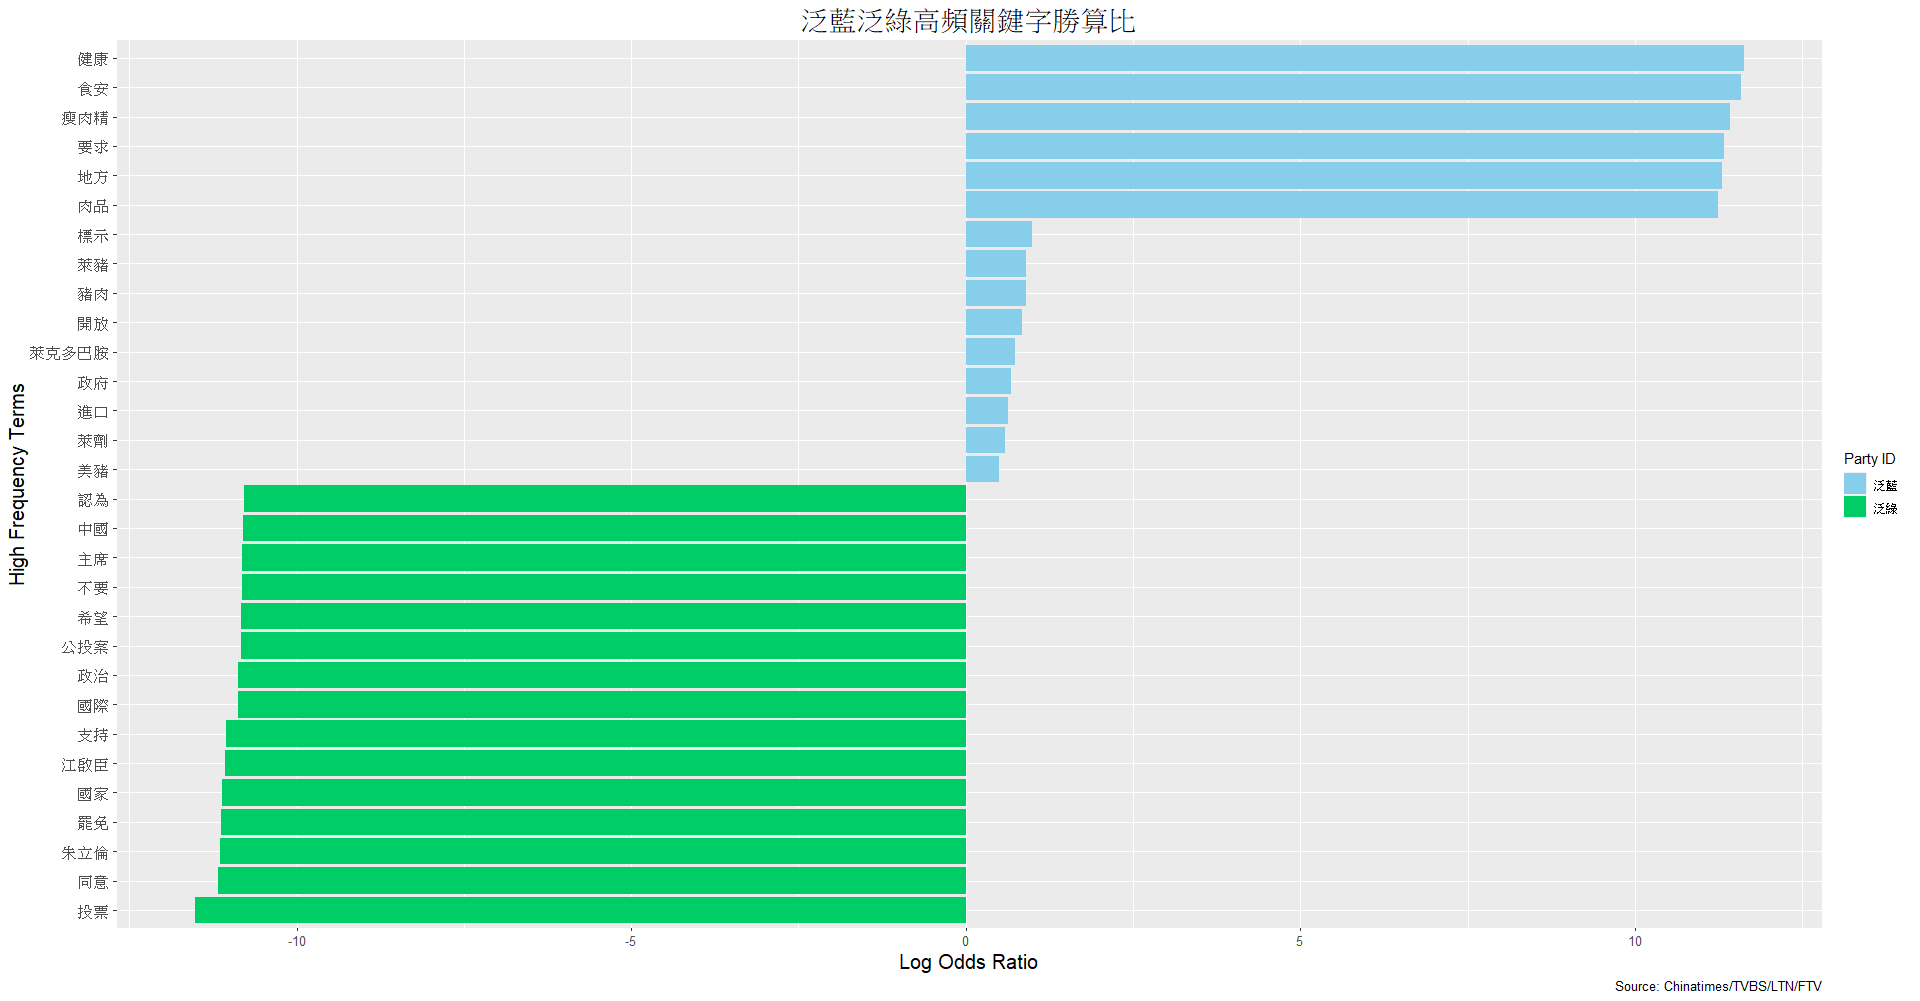 泛藍泛綠高頻關鍵字勝算比
健康
食安
瘦肉精
要求
地方
肉品
標示
萊豬
豬肉
開放
萊克多巴胺
政府
進口
萊劑
美豬
認為
中國
主席
不要
希望
公投案
政治
國際
支持
江啟臣
國家
罷免
朱立倫
同意
投票
High Frequency Terms
-10
-5
0
5
10
Log Odds Ratio
Party ID
泛藍
泛綠
Source: Chinatimes/TVBS/LTN/FTV